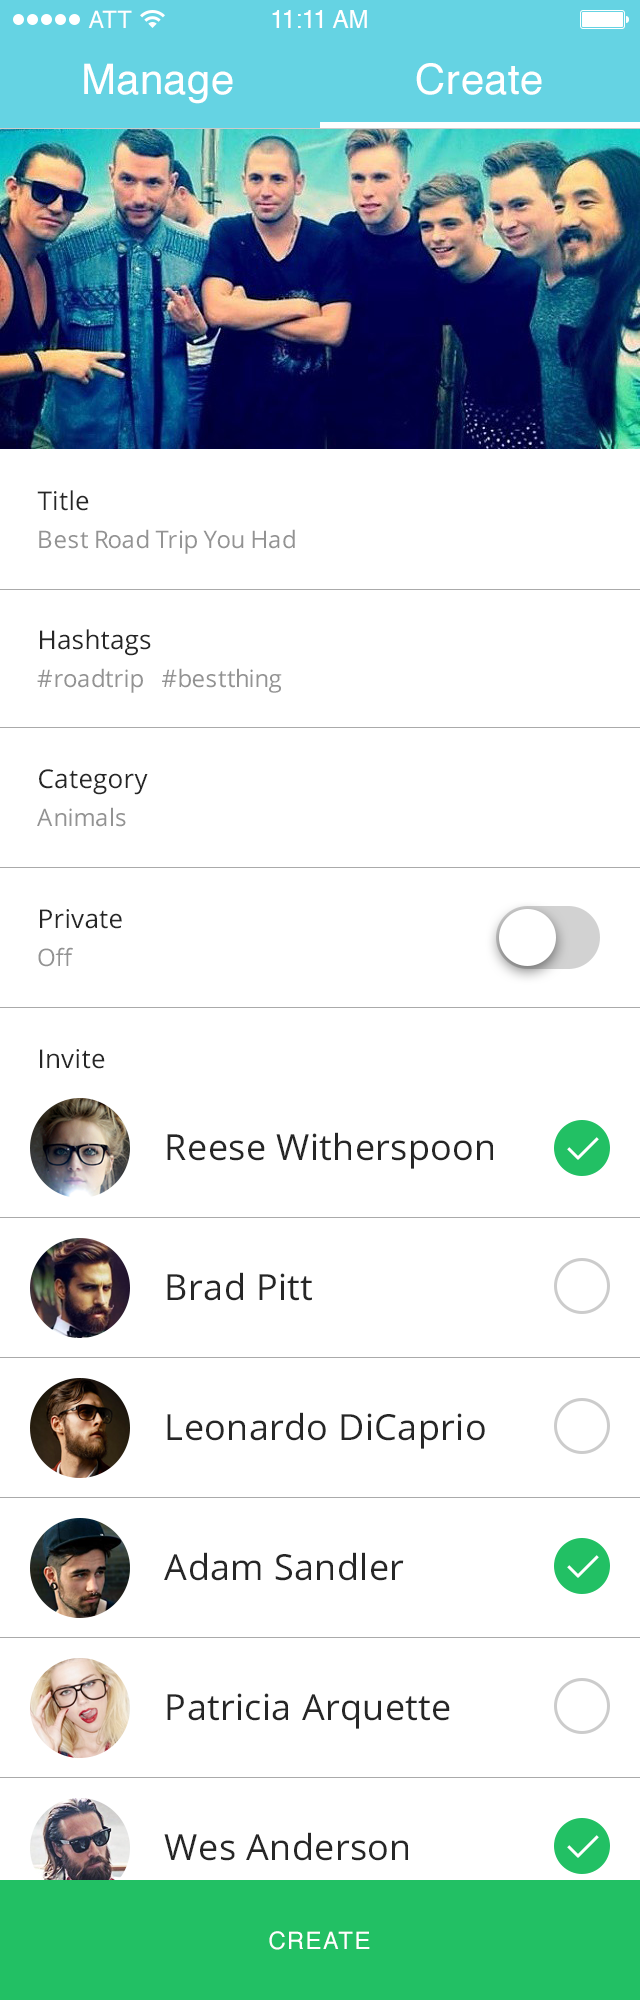 ATT 11:11 AM
Manage Create
Title
Best Road Trip You Had
Hashtags
#roadtrip #bestthing
Category
Animals
Private
Off
Invite
Reese Witherspoon
Brad Pitt
Leonardo DiCaprio
Adam Sandler
Patricia Arquette
Wes Anderson
CREATE